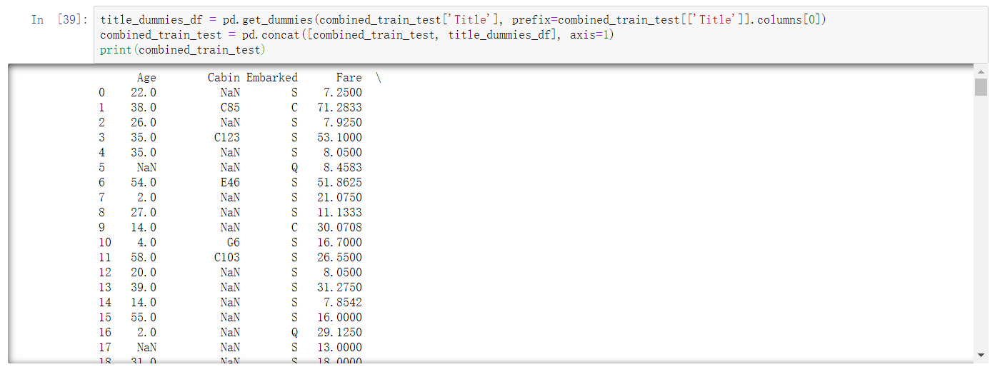 In [39]: title_dummies_df = pd.get_dummies(combined_train_test['Title'], prefix=combined_train_test[['Title']].columns[0])
combined_train_test = pd.concat([combined_train_test, title_dummies_df], axis=1)
print(combined_train_test)
Age Cabin Embarked Fare \
0 22.0 NaN S 7.2500
1 38.0 C85 C 71.2833
2 26.0 NaN S 7.9250
3 35.0 C123 S 53.1000
4 35.0 NaN S 8.0500
5 NaN NaN Q 8.4583
6 54.0 E46 S 51.8625
7 2.0 NaN S 21.0750
8 27.0 NaN S 11.1333
9 14.0 NaN C 30.0708
10 4.0 G6 S 16.7000
11 58.0 C103 S 26.5500
12 20.0 NaN S 8.0500
13 39.0 NaN S 31.2750
14 14.0 NaN S 7.8542
15 55.0 NaN S 16.0000
16 2.0 NaN Q 29.1250
17 NaN NaN S 13.0000
18 31.0 NaN S 18.0000